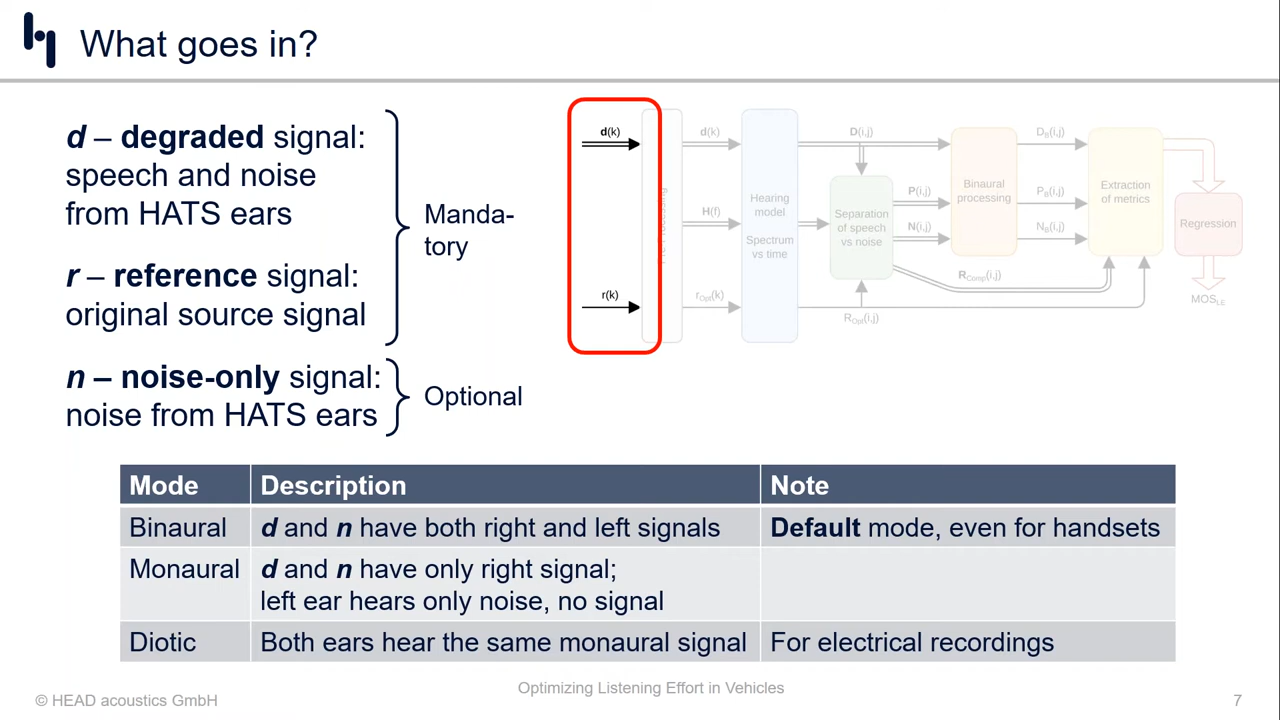 What goes in?
d – degraded signal:
speech and noise
from HATS ears
r – reference signal:
original source signal
Manda-
tory
n – noise-only signal:
noise from HATS ears
Optional
d(k)
r(k)
d(k)
H(f)
rOpt(k)
Hearing
model
Spectrum
vs time
D(i,j)
Separation
of speech
vs noise
ROpt(i,j)
P(i,j)
N(i,j)
RComp(i,j)
Binaural
processing
DB(i,j)
PB(i,j)
NB(i,j)
Extraction
of metrics
Regression
MOSLE
Mode Description Note
Binaural d and n have both right and left signals Default mode, even for handsets
Monaural d and n have only right signal;
left ear hears only noise, no signal
Diotic Both ears hear the same monaural signal For electrical recordings
© HEAD acoustics GmbH
Optimizing Listening Effort in Vehicles
7